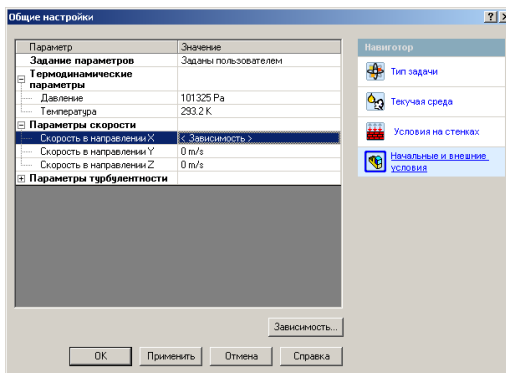 Общие настройки
Параметр Значение
Задание параметров Заданы пользователем
Термодинамические
параметры
Давление 101325 Pa
Температура 293.2 K
Параметры скорости
Скорость в направлении X < Зависимость >
Скорость в направлении Y 0 m/s
Скорость в направлении Z 0 m/s
Параметры турбулентности
Зависимость...
OK Применить Отмена Справка
Навиготор
Тип задачи
Текучая среда
Условия на стенках
Начальные и внешние
условия